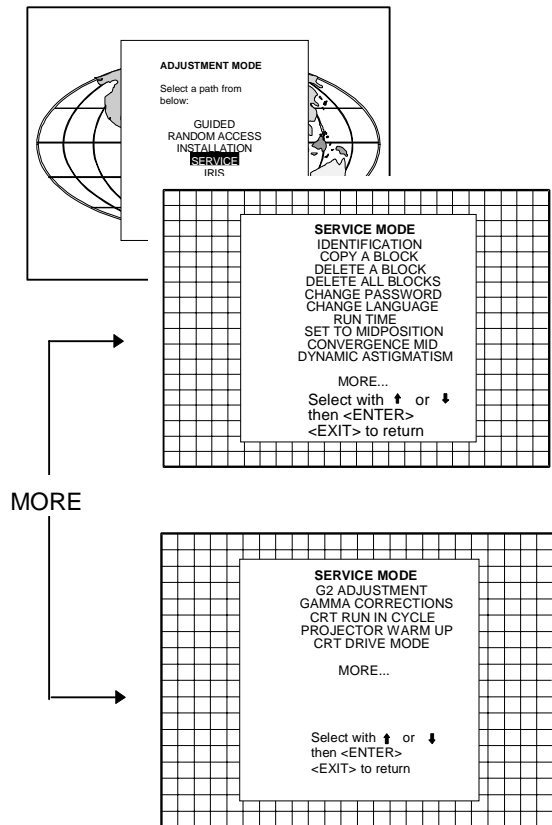 ADJUSTMENT MODE
Select a path from
below:
GUIDED
RANDOM ACCESS
INSTALLATION
SERVICE
IRIS
SERVICE MODE
IDENTIFICATION
COPY A BLOCK
DELETE A BLOCK
DELETE ALL BLOCKS
CHANGE PASSWORD
CHANGE LANGUAGE
RUN TIME
SET TO MIDPOSITION
CONVERGENCE MID
DYNAMIC ASTIGMATISM
MORE...
Select with ⬆ or ⬇
then <ENTER>
<EXIT> to return
MORE
SERVICE MODE
G2 ADJUSTMENT
GAMMA CORRECTIONS
CRT RUN IN CYCLE
PROJECTOR WARM UP
CRT DRIVE MODE
MORE...
Select with ⬆ or ⬇
then <ENTER>
<EXIT> to return